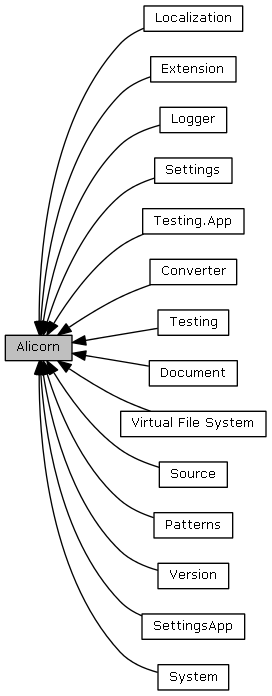 Localization
Extension
Logger
Settings
Testing.App
Converter
Testing
Alicorn
Document
Virtual File System
Source
Patterns
Version
SettingsApp
System